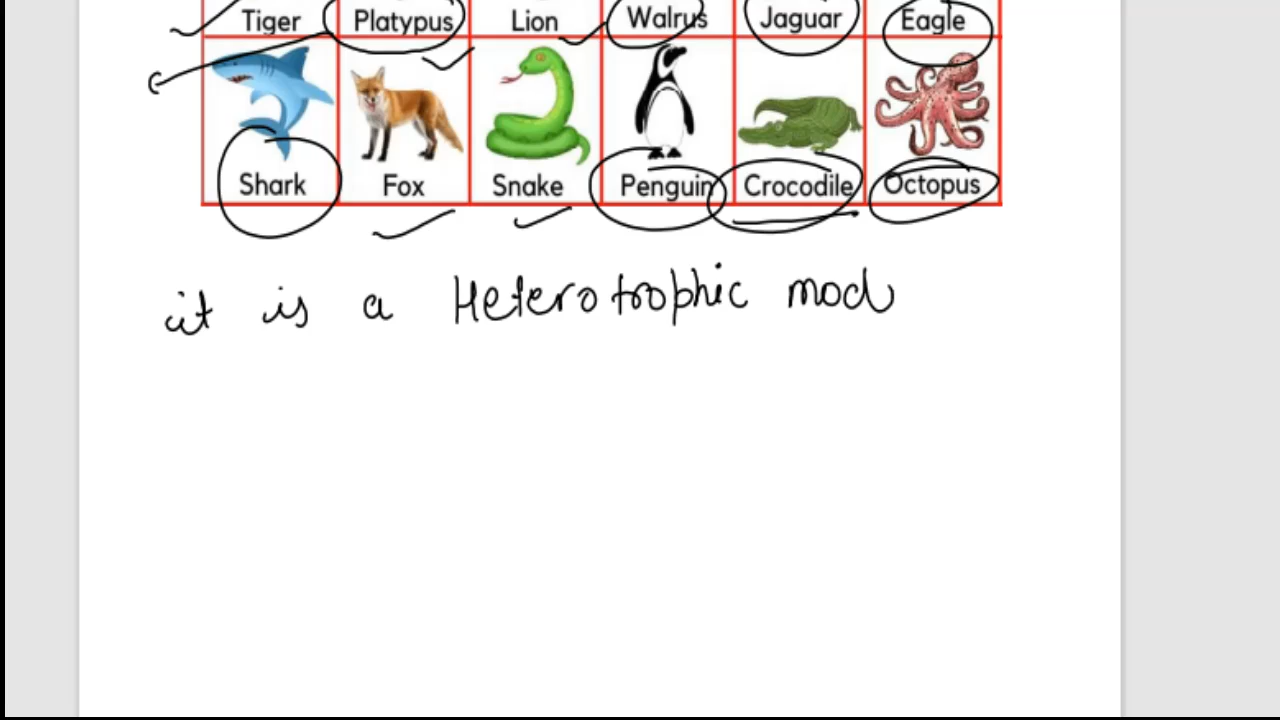 Tiger Platypus Lion Walrus Jaguar Eagle
Shark Fox Snake Penguin Crocodile Octopus
it is a Heterotrophic mod